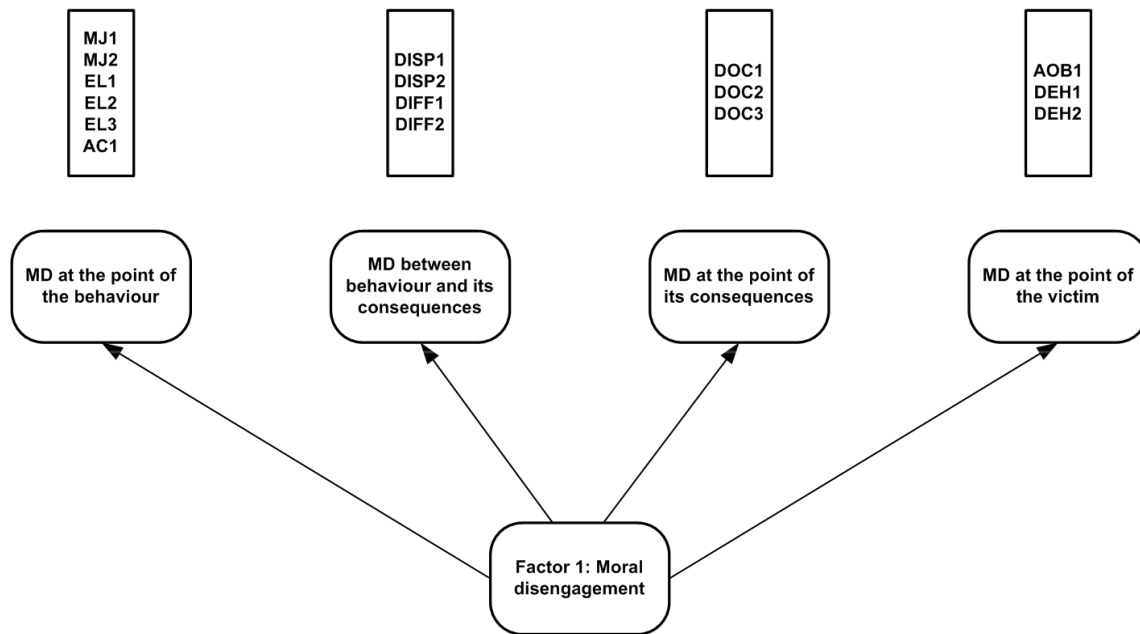 MJ1
MJ2
EL1
EL2
EL3
AC1
DISP1
DISP2
DIFF1
DIFF2
DOC1
DOC2
DOC3
AOB1
DEH1
DEH2
MD at the point of
the behaviour
MD between
behaviour and its
consequences
MD at the point of
its consequences
MD at the point of
the victim
Factor 1: Moral
disengagement